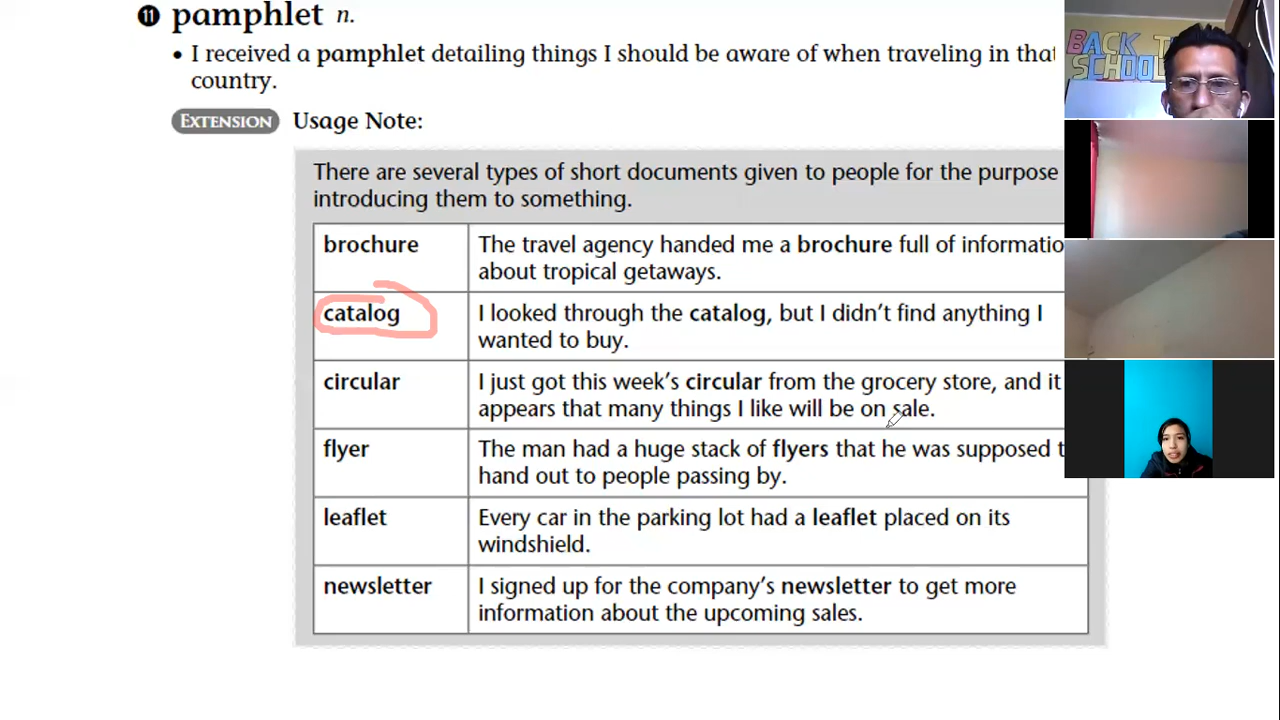 ⓫ pamphlet n.
• I received a pamphlet detailing things I should be aware of when traveling in that
country.
EXTENSION Usage Note:
There are several types of short documents given to people for the purpose
introducing them to something.
brochure The travel agency handed me a brochure full of informatio
about tropical getaways.
catalog I looked through the catalog, but I didn't find anything I
wanted to buy.
circular I just got this week's circular from the grocery store, and it
appears that many things I like will be on sale.
flyer The man had a huge stack of flyers that he was supposed t
hand out to people passing by.
leaflet Every car in the parking lot had a leaflet placed on its
windshield.
newsletter I signed up for the company's newsletter to get more
information about the upcoming sales.
BACK T
SCHOOL